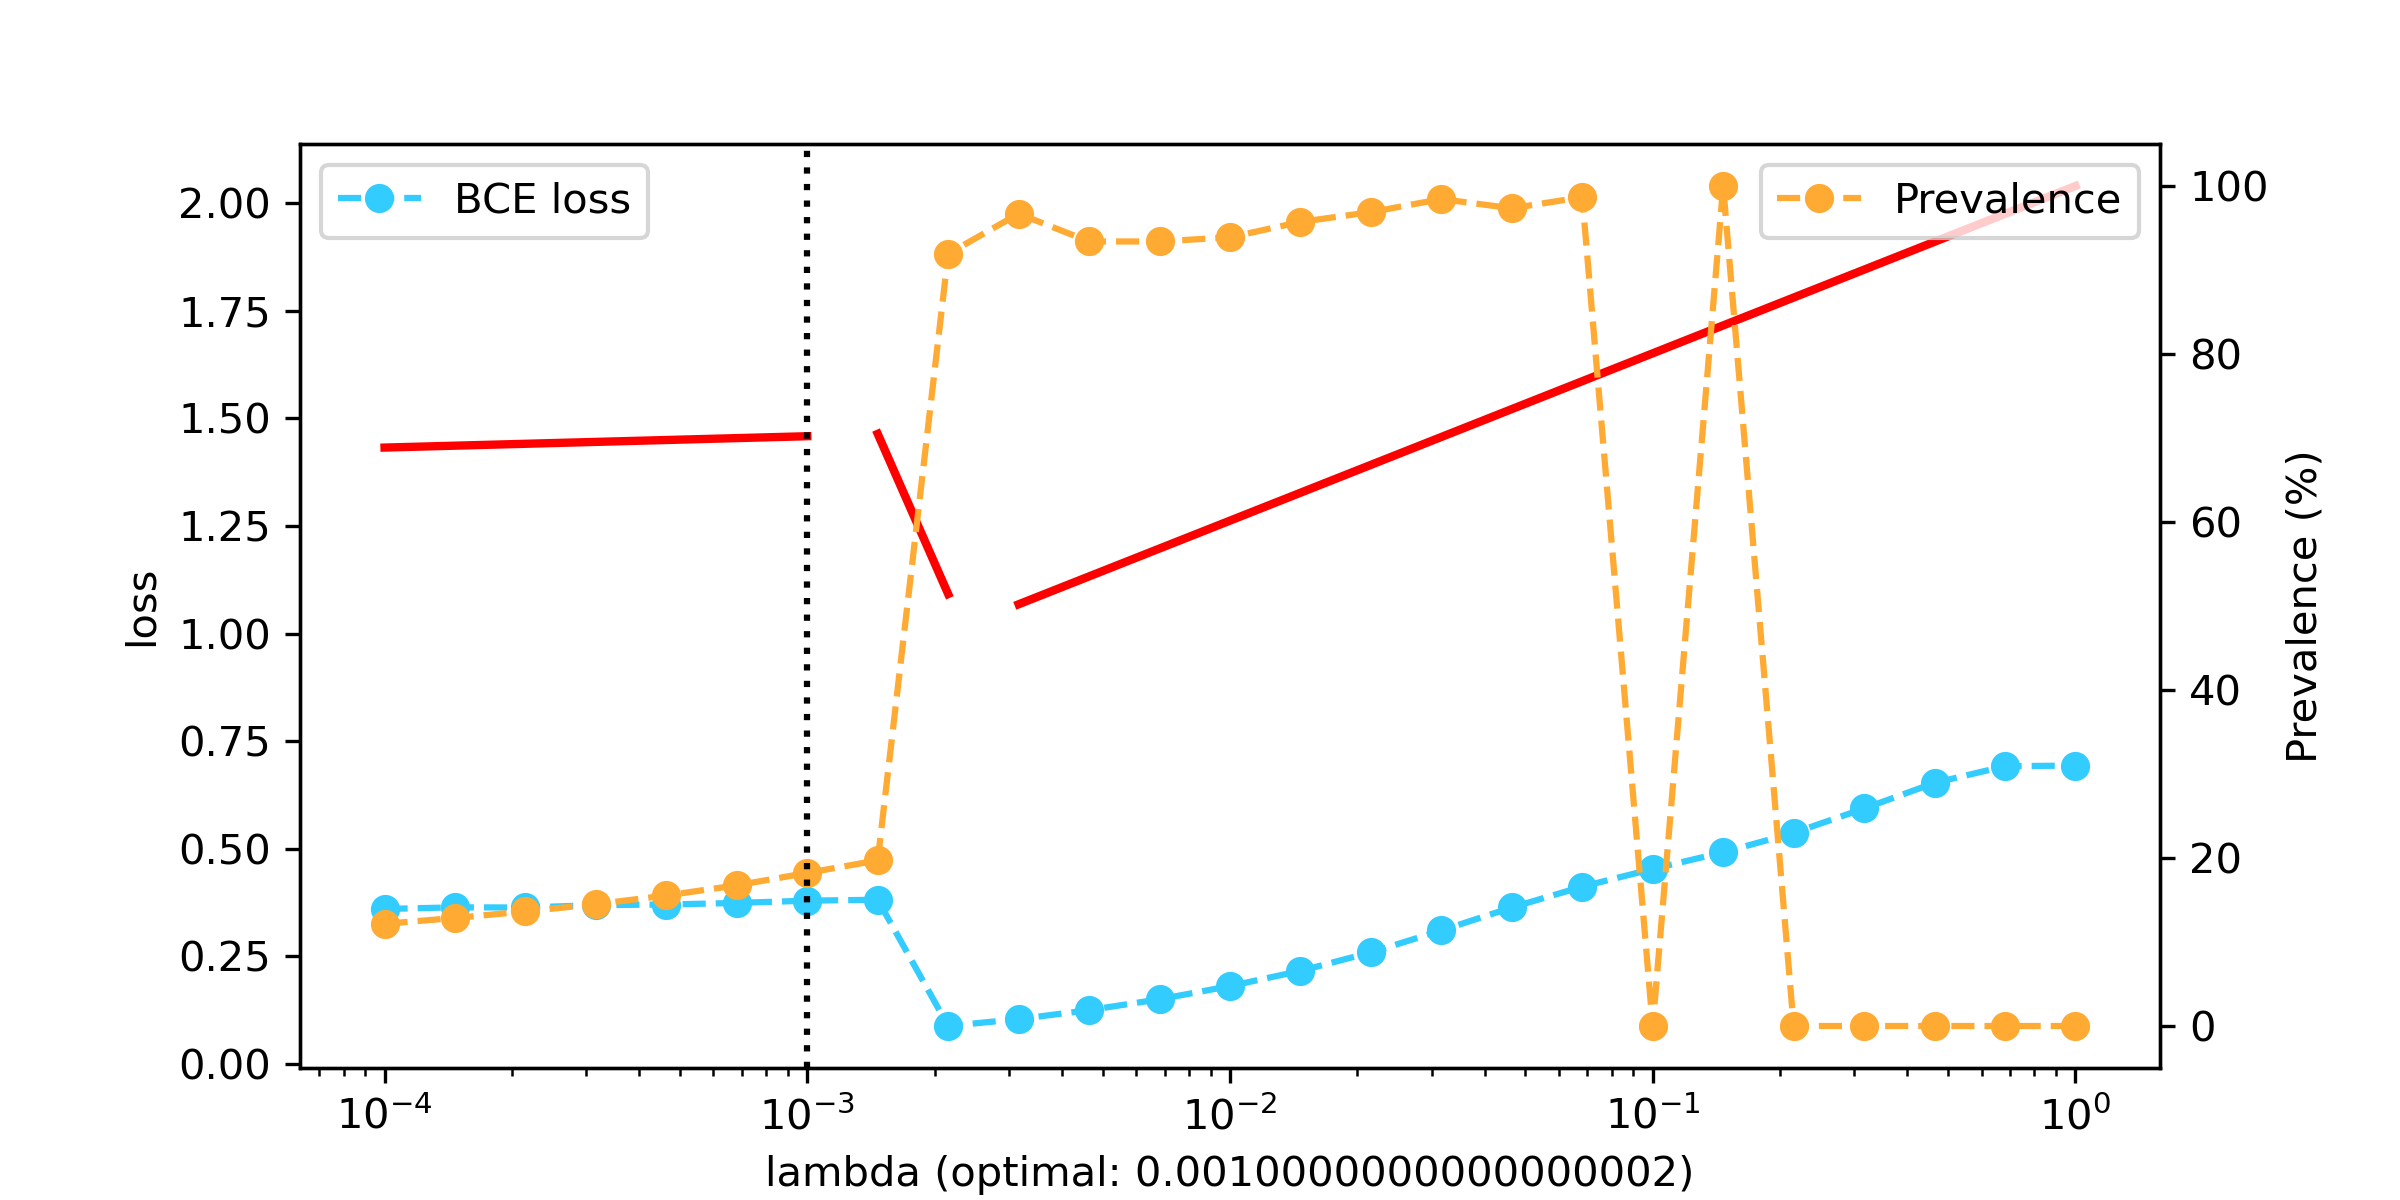 BCE loss
Prevalence
2.00
1.75
1.50
1.25
1.00
0.75
0.50
0.25
0.00
loss
100
80
60
40
20
0
Prevalence (%)
10⁻⁴ 10⁻³ 10⁻² 10⁻¹ 10⁰
lambda (optimal: 0.0010000000000000002)